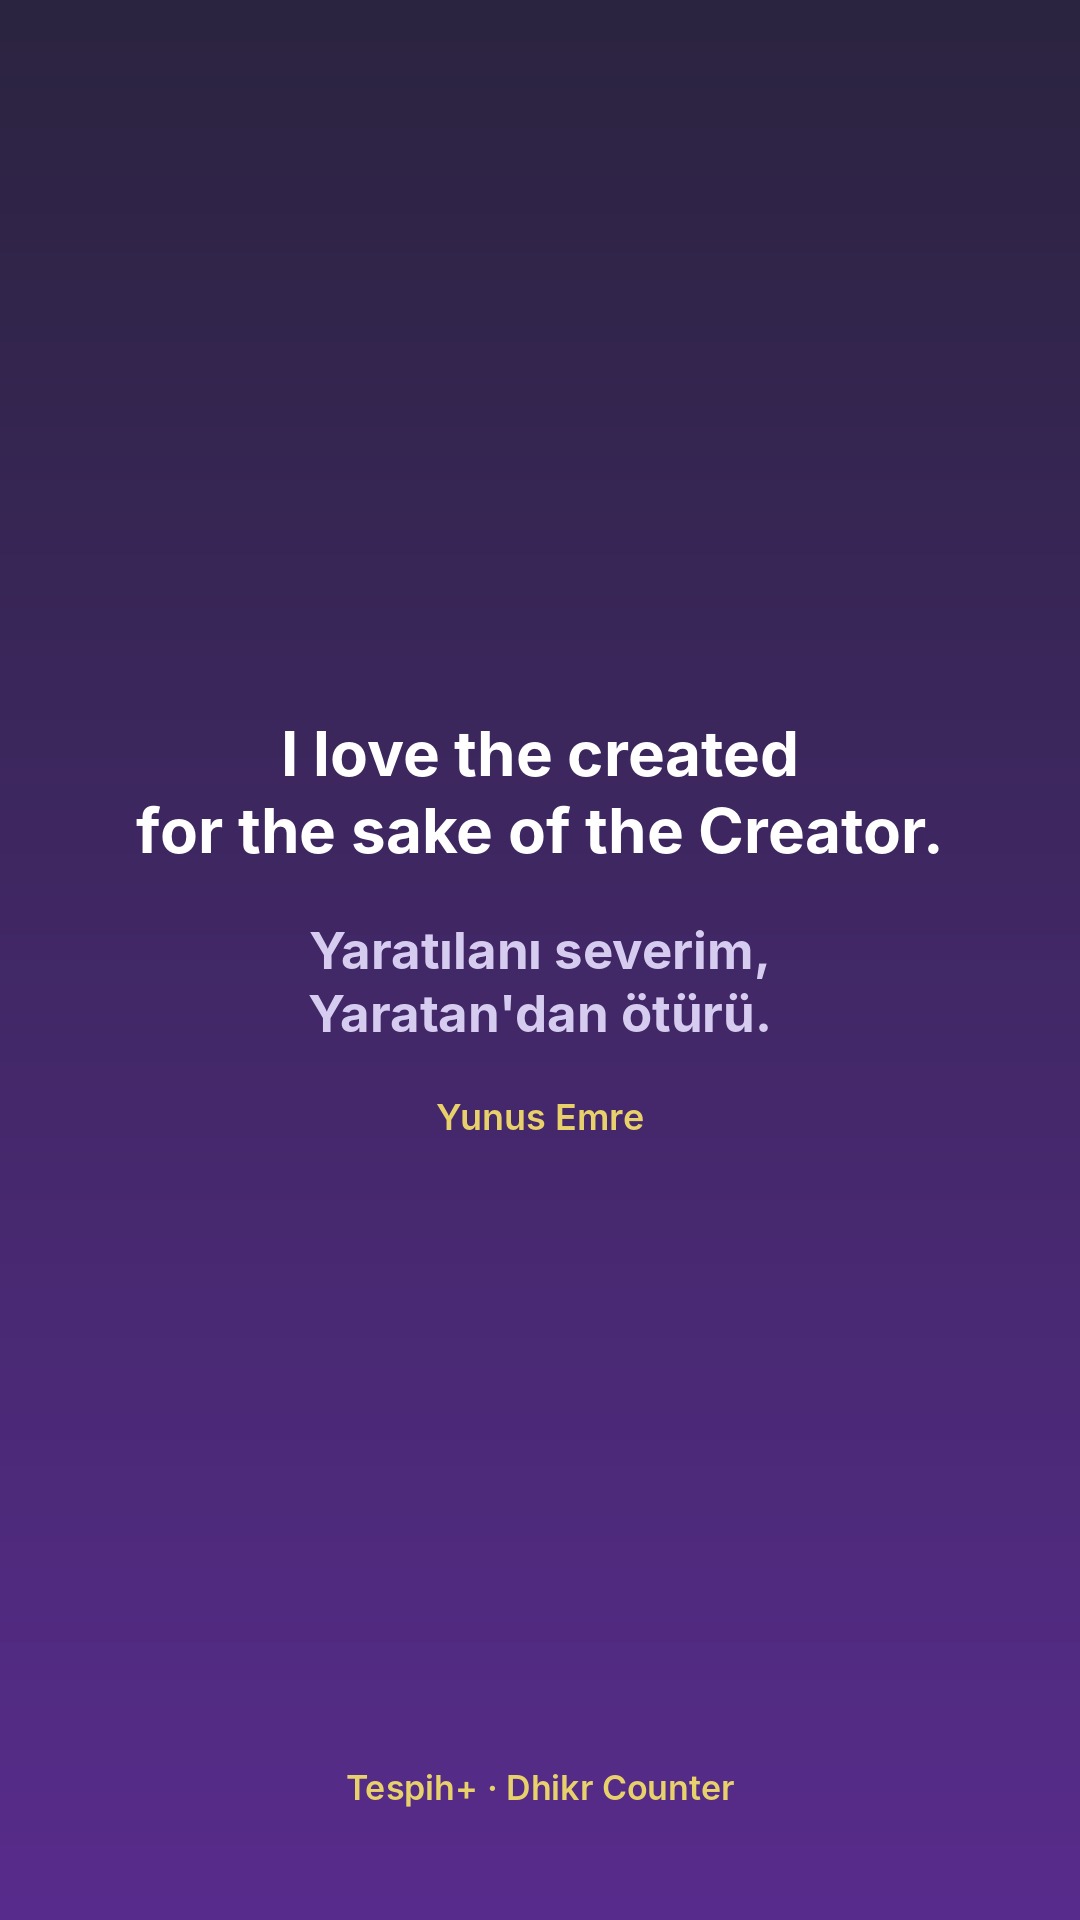 I love the created
for the sake of the Creator.
Yaratılanı severim,
Yaratan'dan ötürü.
Yunus Emre
Tespih+ · Dhikr Counter